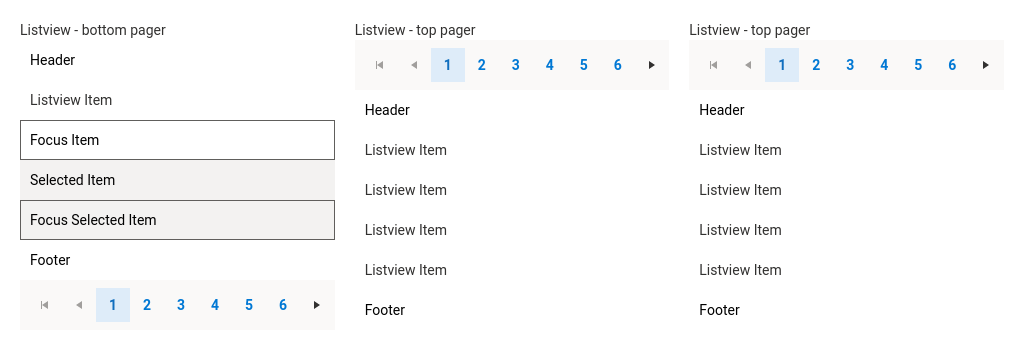 Listview - bottom pager
Header
Listview Item
Focus Item
Selected Item
Focus Selected Item
Footer
1 2 3 4 5 6
Listview - top pager
1 2 3 4 5 6
Header
Listview Item
Listview Item
Listview Item
Listview Item
Footer
Listview - top pager
1 2 3 4 5 6
Header
Listview Item
Listview Item
Listview Item
Listview Item
Footer